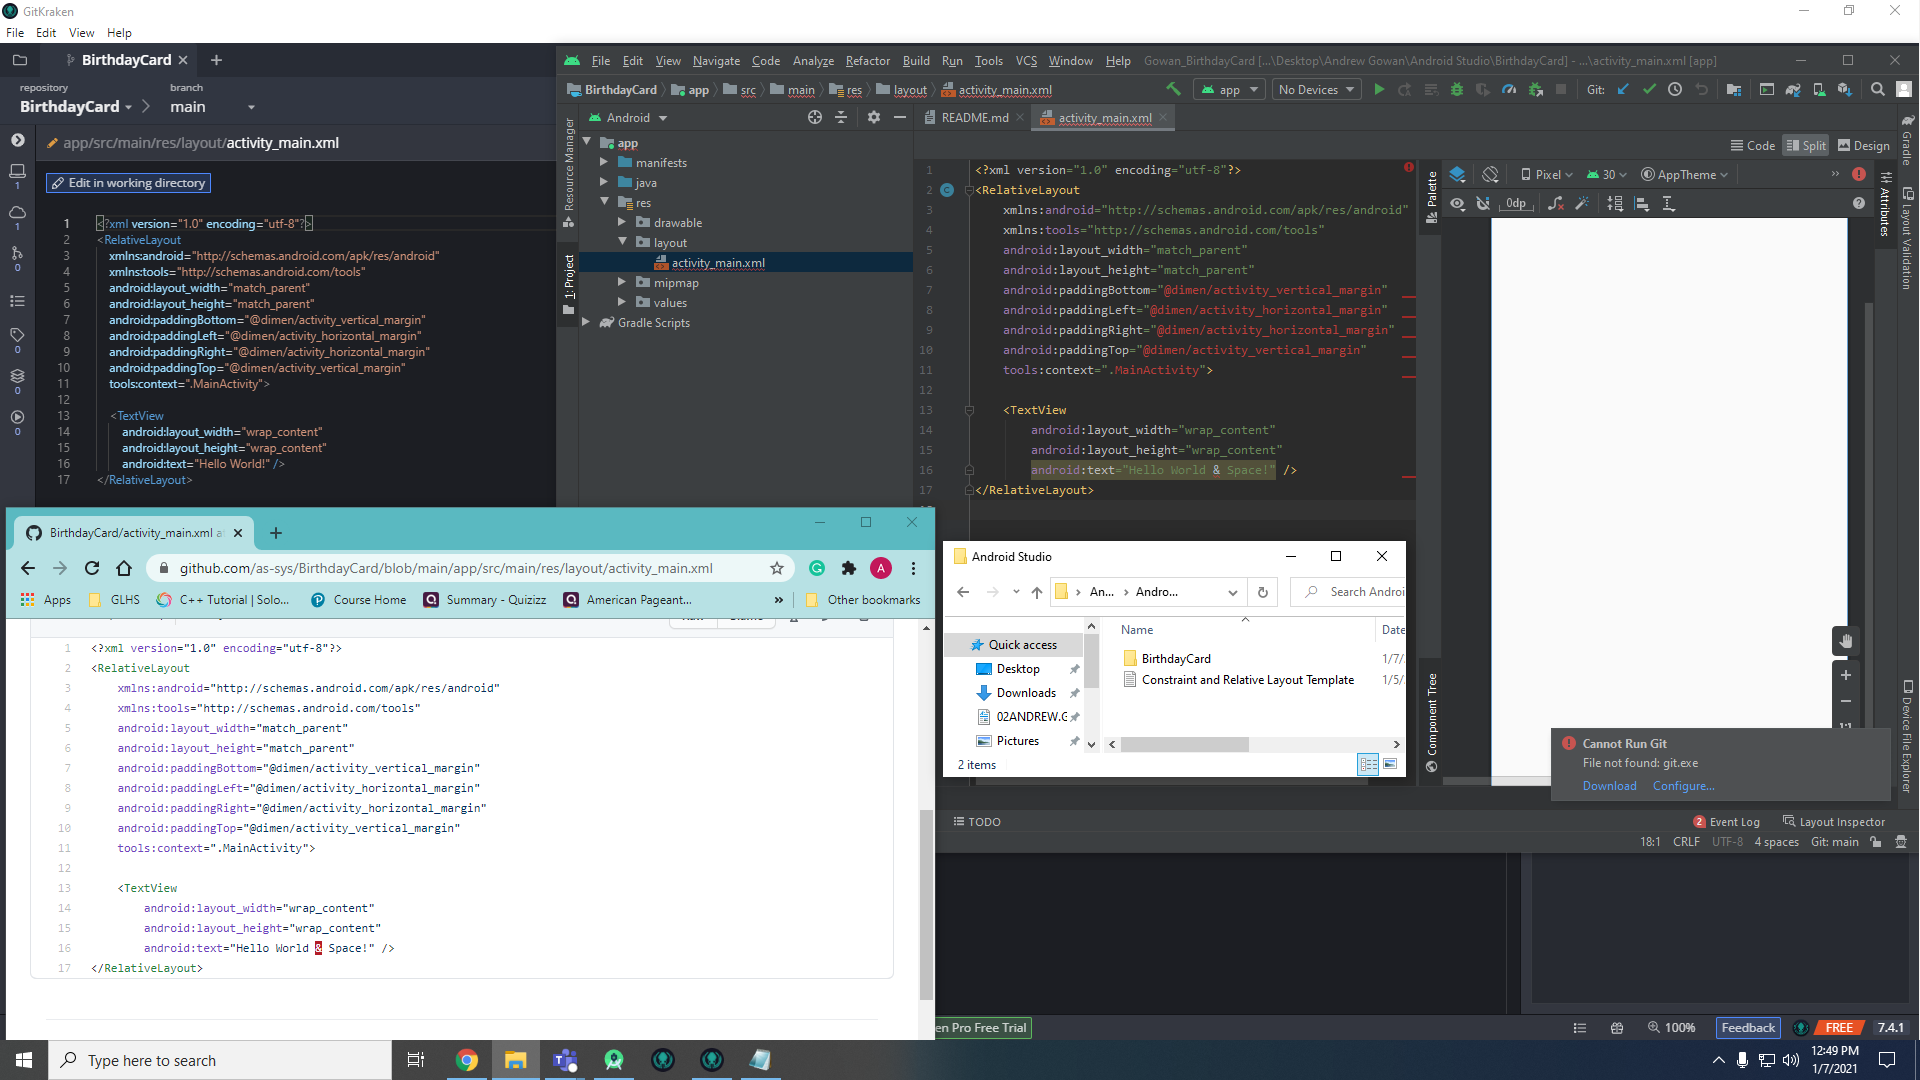 GitKraken
File Edit View Help
BirthdayCard
repository
BirthdayCard
branch
main
app/src/main/res/layout/activity_main.xml
Edit in working directory
1 <?xml version="1.0" encoding="utf-8"?>
2 <RelativeLayout
3 xmlns:android="http://schemas.android.com/apk/res/android"
4 xmlns:tools="http://schemas.android.com/tools"
5 android:layout_width="match_parent"
6 android:layout_height="match_parent"
7 android:paddingBottom="@dimen/activity_vertical_margin"
8 android:paddingLeft="@dimen/activity_horizontal_margin"
9 android:paddingRight="@dimen/activity_horizontal_margin"
10 android:paddingTop="@dimen/activity_vertical_margin"
11 tools:context=".MainActivity">
12
13 <TextView
14 android:layout_width="wrap_content"
15 android:layout_height="wrap_content"
16 android:text="Hello World!" />
17 </RelativeLayout>
1
1
0
0
0
0
File Edit View Navigate Code Analyze Refactor Build Run Tools VCS Window Help Gowan_BirthdayCard [...\Desktop\Andrew Gowan\Android Studio\BirthdayCard] - ...\activity_main.xml [app]
BirthdayCard app src main res layout activity_main.xml
app No Devices Git:
Android
README.md activity_main.xml
Code Split Design
Resource Manager
1: Project
app
manifests
java
res
drawable
layout
activity_main.xml
mipmap
values
Gradle Scripts
1 <?xml version="1.0" encoding="utf-8"?>
2 <RelativeLayout
3 xmlns:android="http://schemas.android.com/apk/res/android"
4 xmlns:tools="http://schemas.android.com/tools"
5 android:layout_width="match_parent"
6 android:layout_height="match_parent"
7 android:paddingBottom="@dimen/activity_vertical_margin"
8 android:paddingLeft="@dimen/activity_horizontal_margin"
9 android:paddingRight="@dimen/activity_horizontal_margin"
10 android:paddingTop="@dimen/activity_vertical_margin"
11 tools:context=".MainActivity">
12
13 <TextView
14 android:layout_width="wrap_content"
15 android:layout_height="wrap_content"
16 android:text="Hello World & Space!" />
17 </RelativeLayout>
Palette
Component Tree
Pixel 30 AppTheme
0dp
Attributes
Gradle
Layout Validation
Device File Explorer
Cannot Run Git
File not found: git.exe
Download Configure...
TODO
2 Event Log Layout Inspector
18:1 CRLF UTF-8 4 spaces Git: main
BirthdayCard/activity_main.xml a
github.com/as-sys/BirthdayCard/blob/main/app/src/main/res/layout/activity_main.xml
A
Apps GLHS C++ Tutorial | Solo... Course Home Summary - Quizizz American Pageant... » Other bookmarks
1 <?xml version="1.0" encoding="utf-8"?>
2 <RelativeLayout
3 xmlns:android="http://schemas.android.com/apk/res/android"
4 xmlns:tools="http://schemas.android.com/tools"
5 android:layout_width="match_parent"
6 android:layout_height="match_parent"
7 android:paddingBottom="@dimen/activity_vertical_margin"
8 android:paddingLeft="@dimen/activity_horizontal_margin"
9 android:paddingRight="@dimen/activity_horizontal_margin"
10 android:paddingTop="@dimen/activity_vertical_margin"
11 tools:context=".MainActivity">
12
13 <TextView
14 android:layout_width="wrap_content"
15 android:layout_height="wrap_content"
16 android:text="Hello World & Space!" />
17 </RelativeLayout>
Android Studio
An... Andro... Search Androi
Name Date
Quick access
Desktop
Downloads
02ANDREW.G
Pictures
BirthdayCard 1/7/
Constraint and Relative Layout Template 1/5/
2 items
en Pro Free Trial
100% Feedback FREE 7.4.1
Type here to search
12:49 PM
1/7/2021